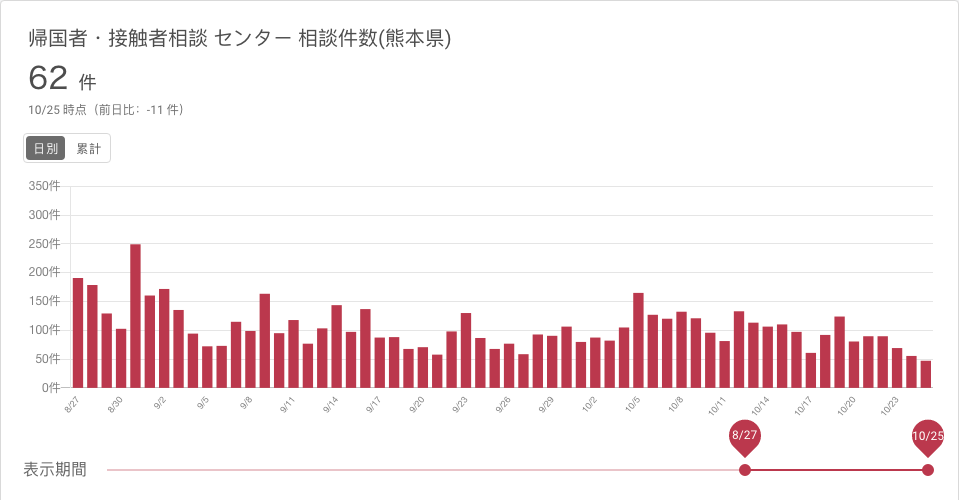 帰国者・接触者相談 センター 相談件数(熊本県)
62 件
10/25 時点（前日比：-11 件）
日別 累計
350件
300件
250件
200件
150件
100件
50件
0件
8/27 8/30 9/2 9/5 9/8 9/11 9/14 9/17 9/20 9/23 9/26 9/29 10/2 10/5 10/8 10/11 10/14 10/17 10/20 10/23
8/27 10/25
表示期間